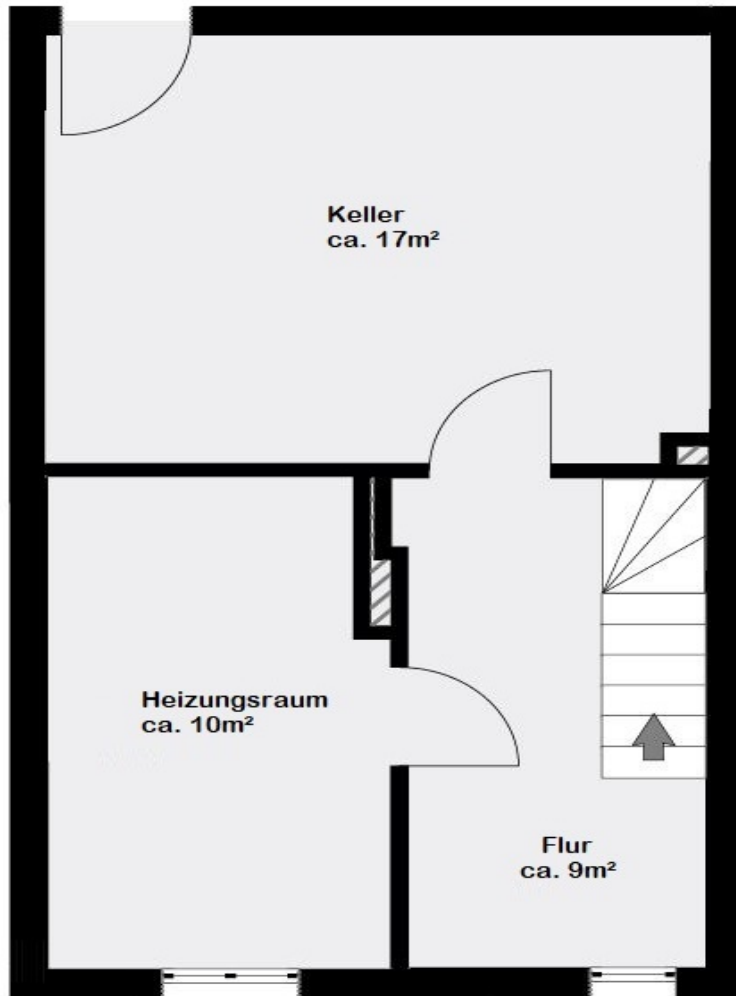 Keller
ca. 17m²
Heizungsraum
ca. 10m²
Flur
ca. 9m²